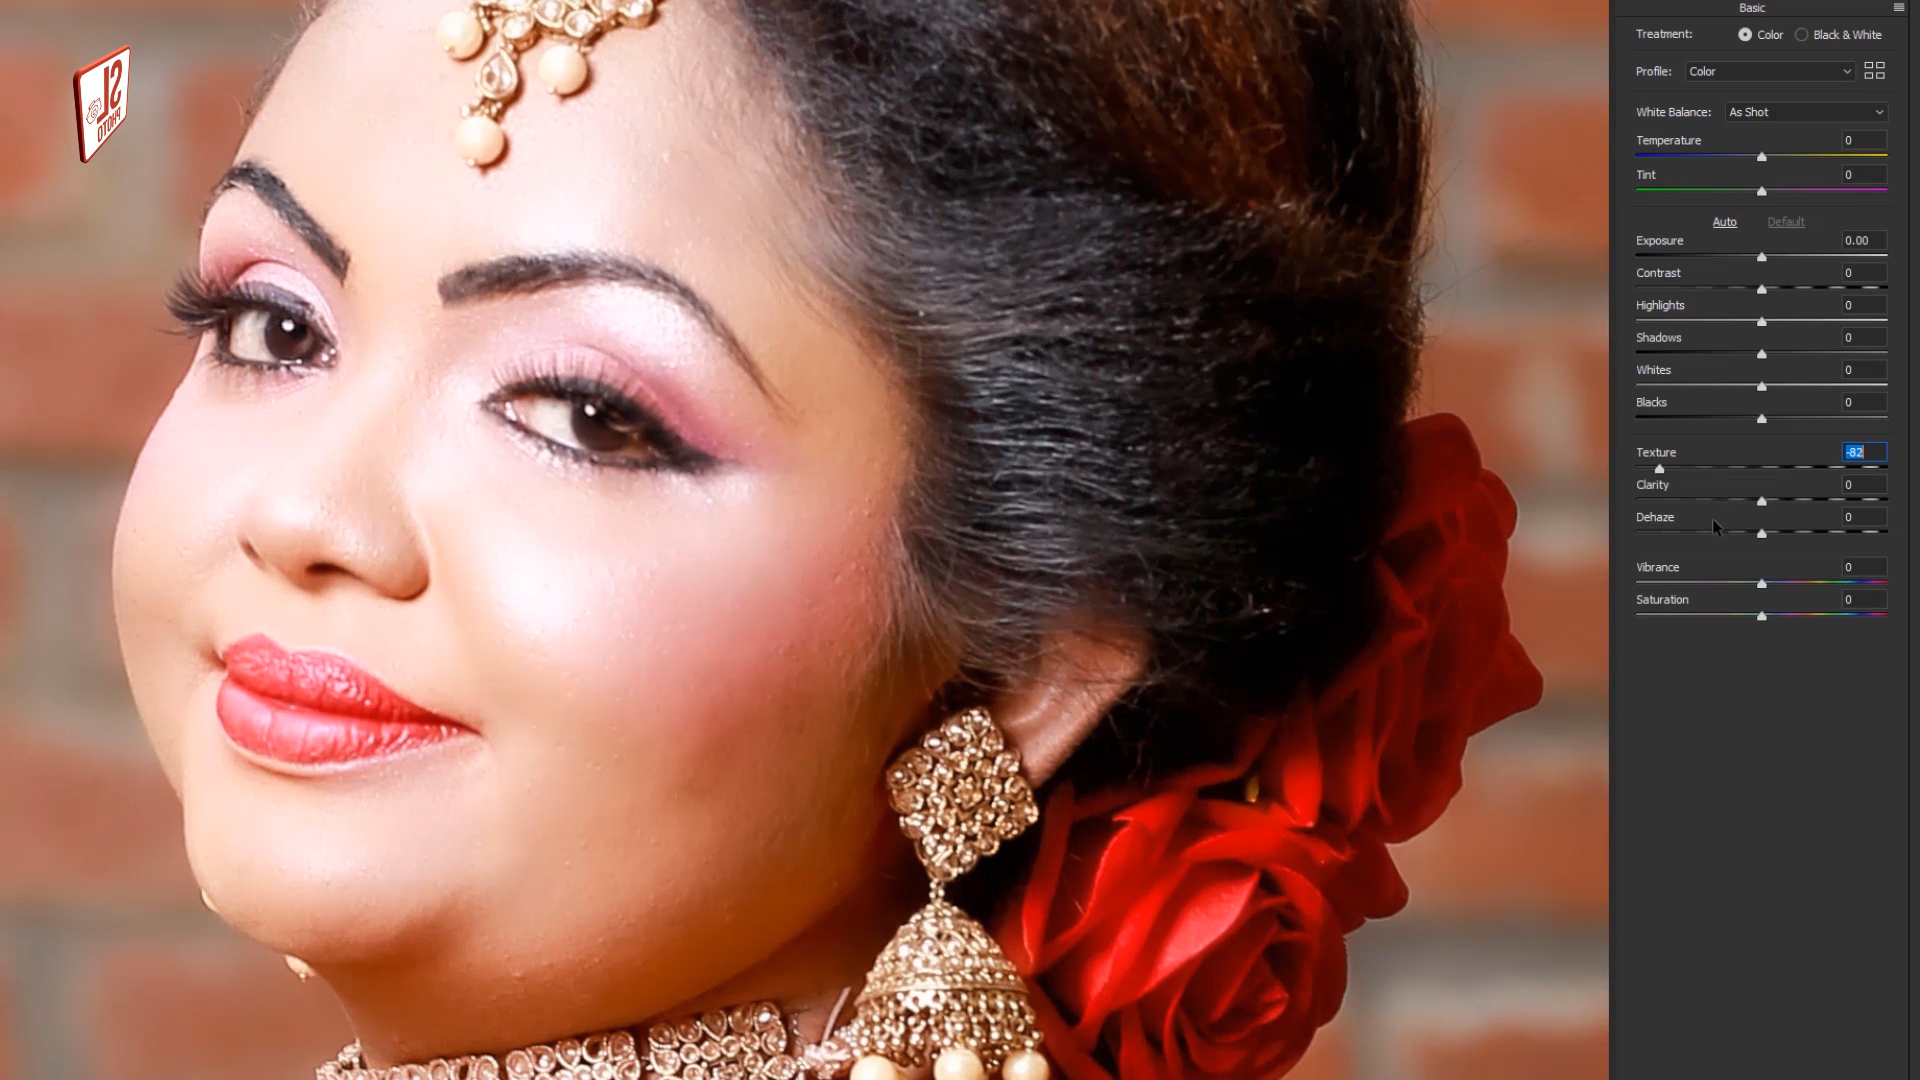 SL
PHOTO
Basic
Treatment: Color Black & White
Profile: Color
White Balance: As Shot
Temperature 0
Tint 0
Auto Default
Exposure 0.00
Contrast 0
Highlights 0
Shadows 0
Whites 0
Blacks 0
Texture -82
Clarity 0
Dehaze 0
Vibrance 0
Saturation 0